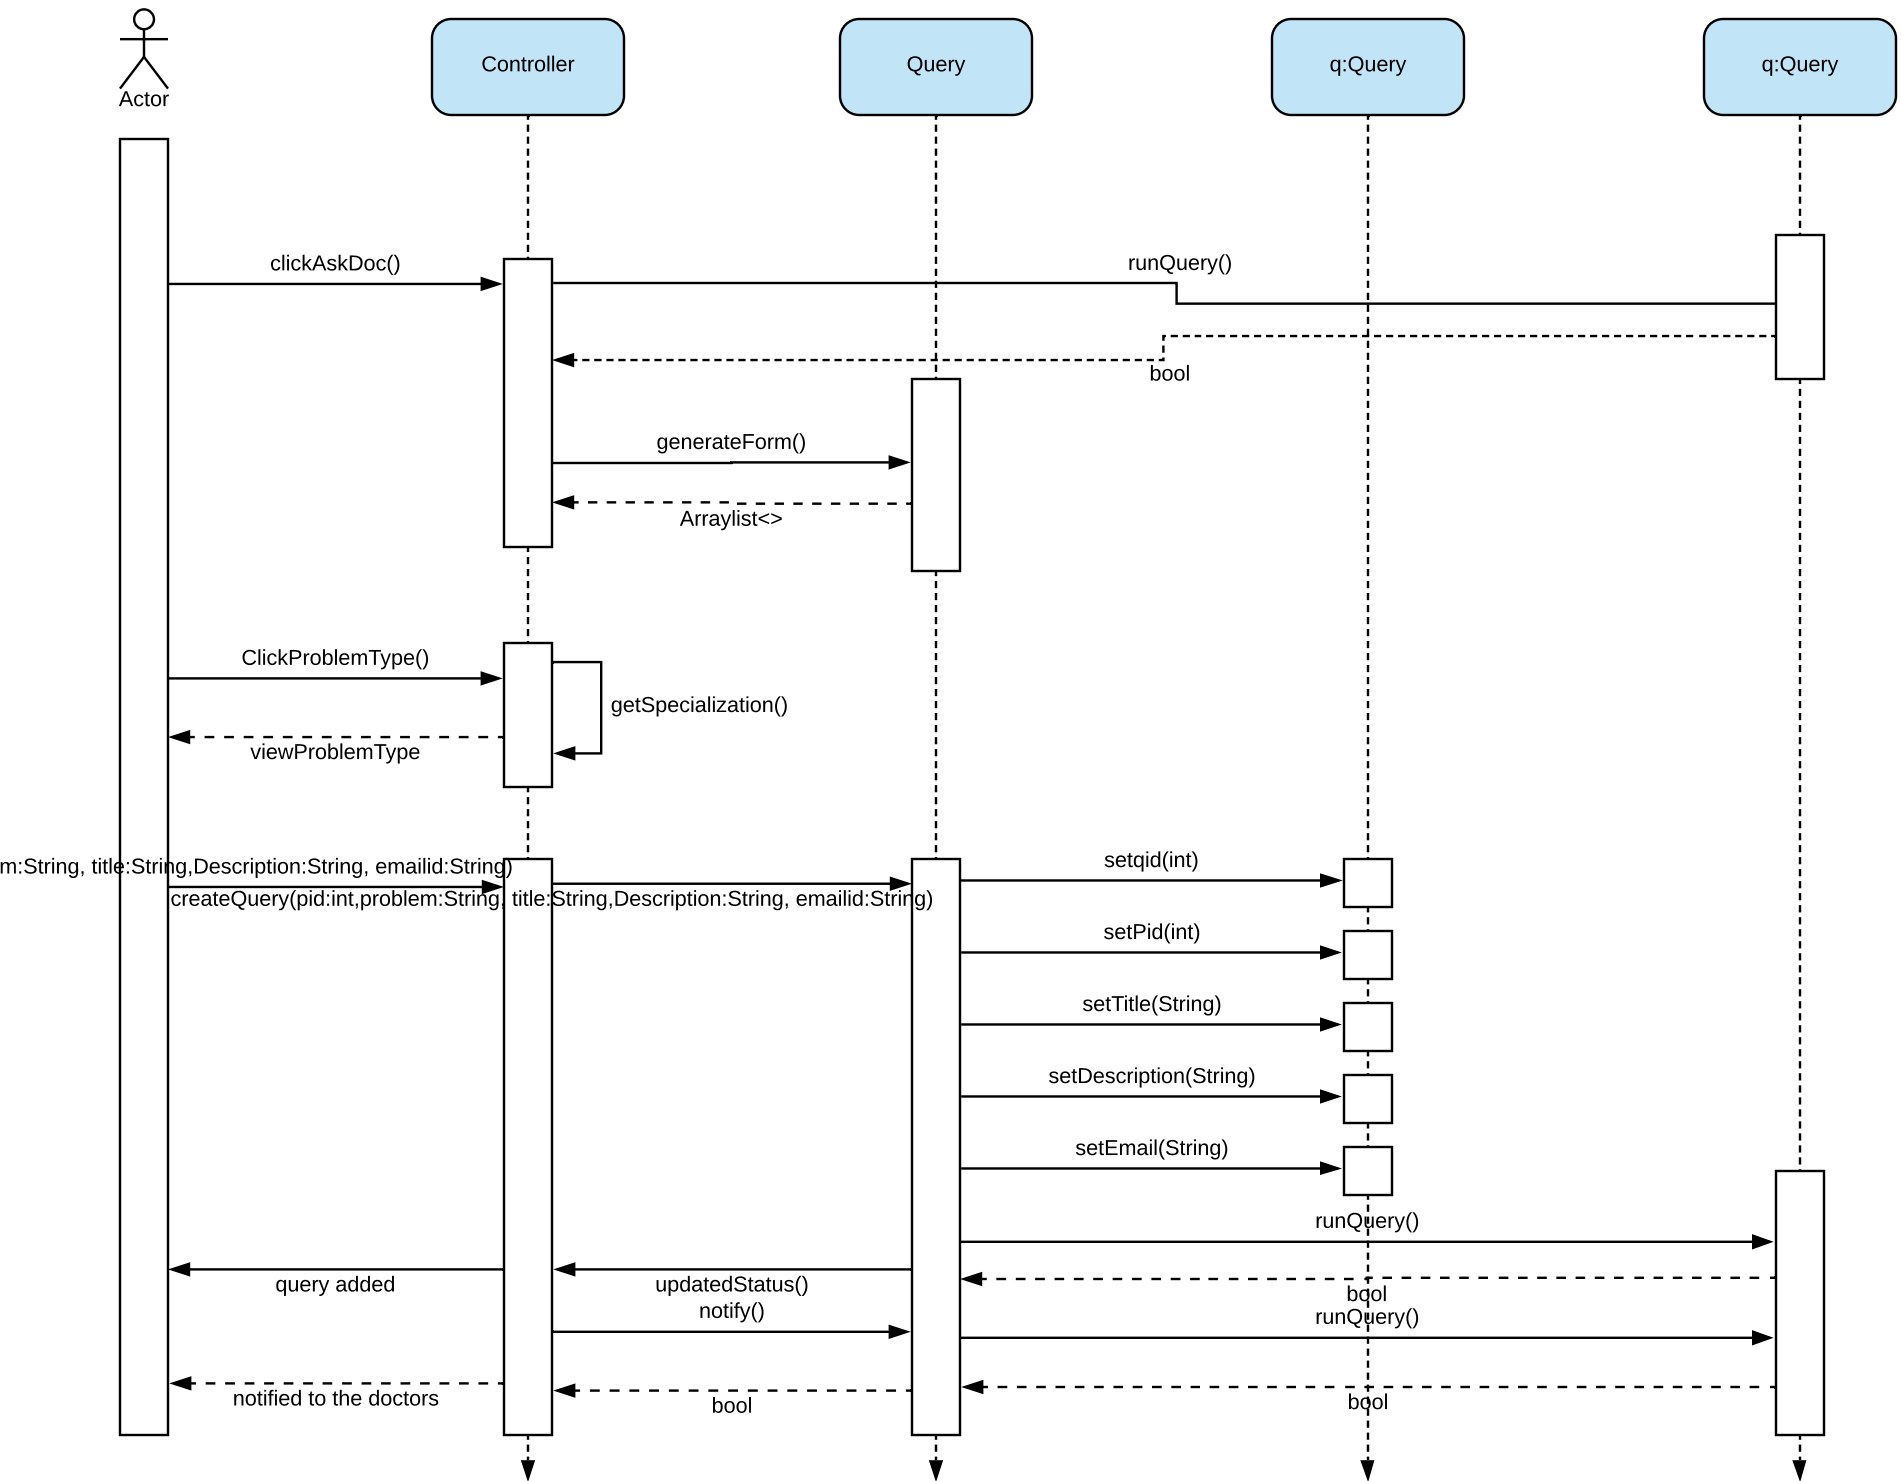 Actor
Controller
Query
q:Query
q:Query
clickAskDoc()
runQuery()
bool
generateForm()
Arraylist<>
ClickProblemType()
getSpecialization()
viewProblemType
m:String, title:String,Description:String, emailid:String)
createQuery(pid:int,problem:String, title:String,Description:String, emailid:String)
setqid(int)
setPid(int)
setTitle(String)
setDescription(String)
setEmail(String)
runQuery()
query added
updatedStatus()
bool
notify()
runQuery()
notified to the doctors
bool
bool